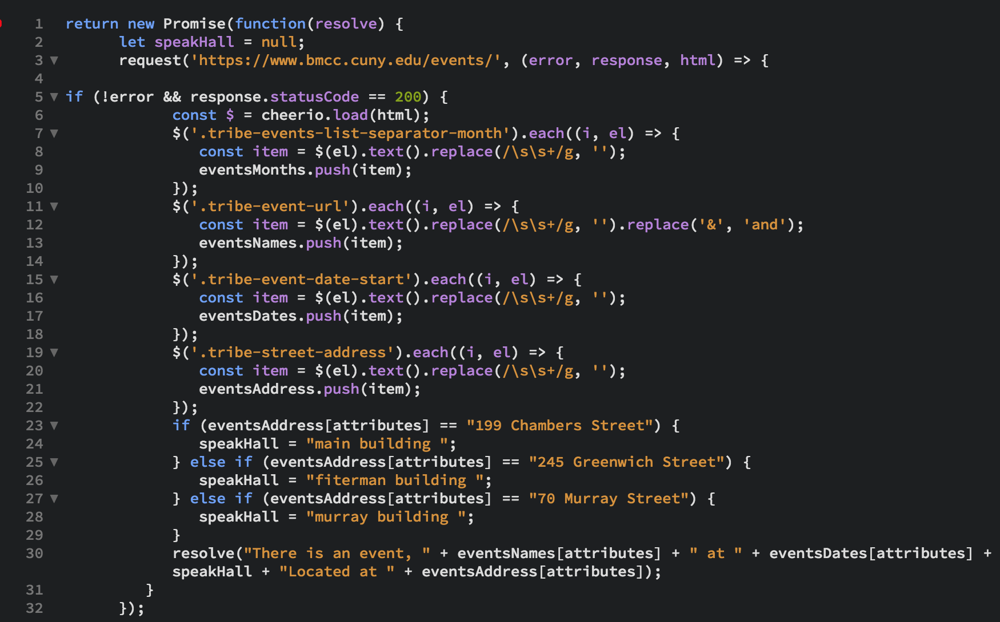 1 return new Promise(function(resolve) {
2 let speakHall = null;
3 request('https://www.bmcc.cuny.edu/events/', (error, response, html) => {
4
5 if (!error && response.statusCode == 200) {
6 const $ = cheerio.load(html);
7 $('.tribe-events-list-separator-month').each((i, el) => {
8 const item = $(el).text().replace(/\s\s+/g, '');
9 eventsMonths.push(item);
10 });
11 $('.tribe-event-url').each((i, el) => {
12 const item = $(el).text().replace(/\s\s+/g, '').replace('&', 'and');
13 eventsNames.push(item);
14 });
15 $('.tribe-event-date-start').each((i, el) => {
16 const item = $(el).text().replace(/\s\s+/g, '');
17 eventsDates.push(item);
18 });
19 $('.tribe-street-address').each((i, el) => {
20 const item = $(el).text().replace(/\s\s+/g, '');
21 eventsAddress.push(item);
22 });
23 if (eventsAddress[attributes] == "199 Chambers Street") {
24 speakHall = "main building ";
25 } else if (eventsAddress[attributes] == "245 Greenwich Street") {
26 speakHall = "fiterman building ";
27 } else if (eventsAddress[attributes] == "70 Murray Street") {
28 speakHall = "murray building ";
29 }
30 resolve("There is an event, " + eventsNames[attributes] + " at " + eventsDates[attributes] +
speakHall + "Located at " + eventsAddress[attributes]);
31 }
32 });